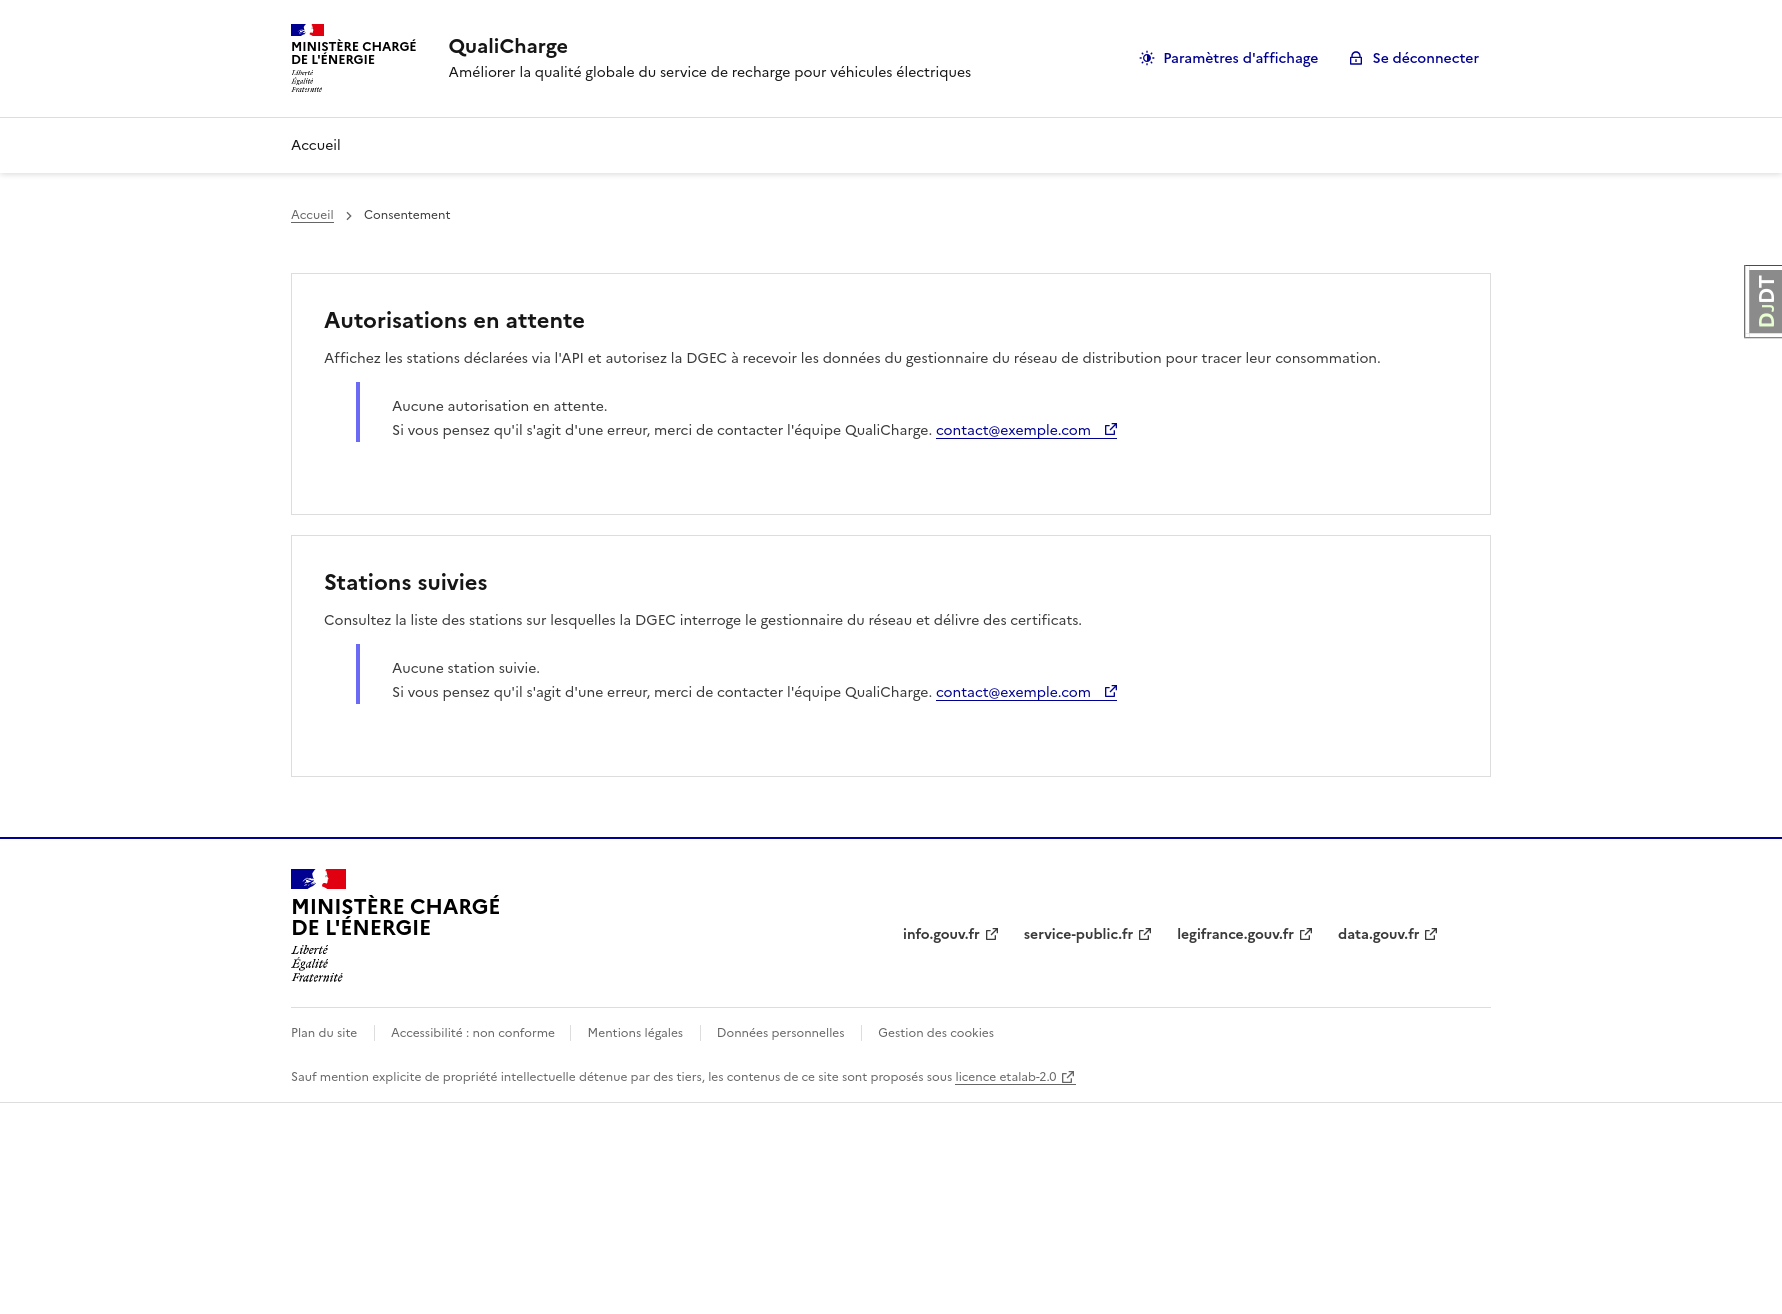 MINISTÈRE CHARGÉ
DE L'ÉNERGIE
Liberté
Égalité
Fraternité
QualiCharge
Améliorer la qualité globale du service de recharge pour véhicules électriques
Paramètres d'affichage
Se déconnecter
Accueil
Accueil
Consentement
DJDT
Autorisations en attente
Affichez les stations déclarées via l'API et autorisez la DGEC à recevoir les données du gestionnaire du réseau de distribution pour tracer leur consommation.
Aucune autorisation en attente.
Si vous pensez qu'il s'agit d'une erreur, merci de contacter l'équipe QualiCharge. contact@exemple.com
Stations suivies
Consultez la liste des stations sur lesquelles la DGEC interroge le gestionnaire du réseau et délivre des certificats.
Aucune station suivie.
Si vous pensez qu'il s'agit d'une erreur, merci de contacter l'équipe QualiCharge. contact@exemple.com
MINISTÈRE CHARGÉ
DE L'ÉNERGIE
Liberté
Égalité
Fraternité
info.gouv.fr
service-public.fr
legifrance.gouv.fr
data.gouv.fr
Plan du site
Accessibilité : non conforme
Mentions légales
Données personnelles
Gestion des cookies
Sauf mention explicite de propriété intellectuelle détenue par des tiers, les contenus de ce site sont proposés sous licence etalab-2.0